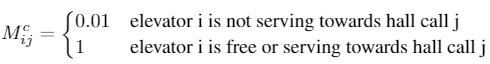 M^c_{ij} = { 0.01 elevator i is not serving towards hall call j
1 elevator i is free or serving towards hall call j